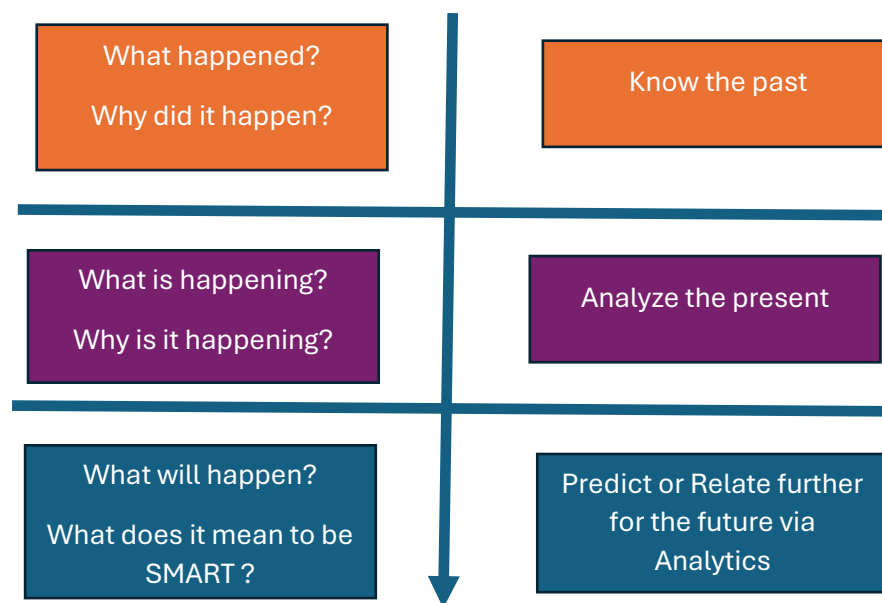 What happened?
Why did it happen?
Know the past
What is happening?
Why is it happening?
Analyze the present
What will happen?
What does it mean to be
SMART ?
Predict or Relate further
for the future via
Analytics